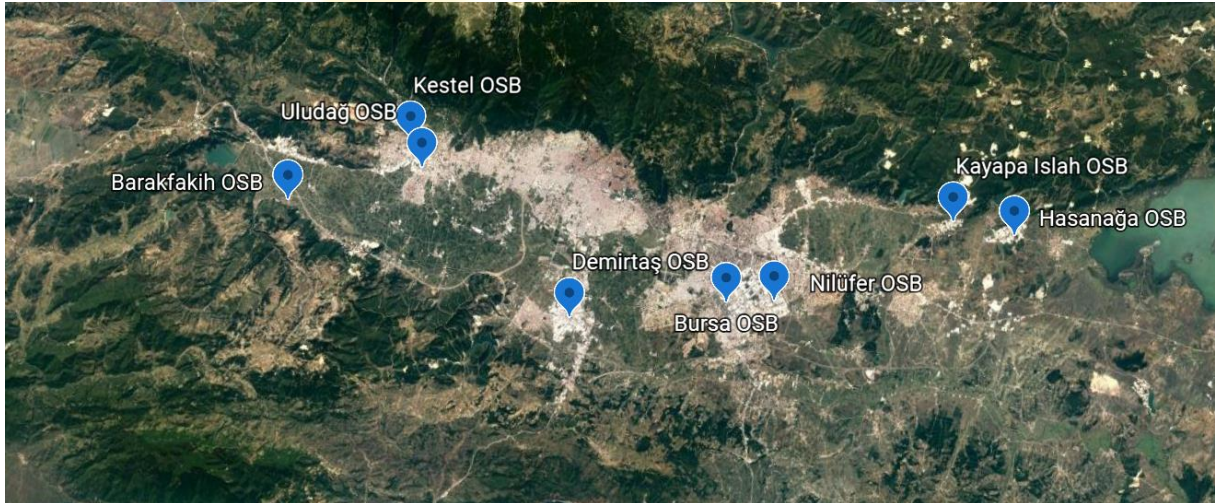 Kestel OSB
Uludağ OSB
Barakfakih OSB
Kayapa Islah OSB
Hasanağa OSB
Demirtaş OSB
Nilüfer OSB
Bursa OSB